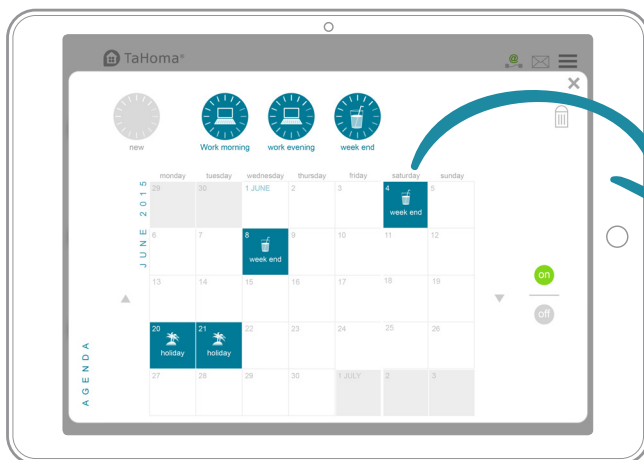 TaHoma®
@
new
Work morning
work evening
week end
monday tuesday wednesday thursday friday saturday sunday
JUNE 2015
29 30 1 JUNE 2 3 4 5
week end
6 7 8 9 10 11 12
week end
13 14 15 16 17 18 19
on
off
20 21 22 23 24 25 26
holiday holiday
27 28 29 30 1 JULY 2 3
AGENDA